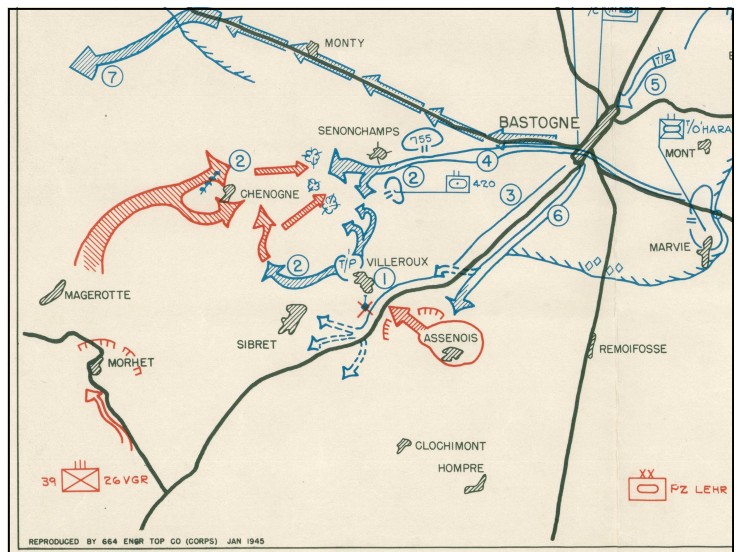 MONTY
7
T/R
5
BASTOGNE
SENONCHAMPS
755
T/O'HARA
MONT
2
4
2
420
3
CHENOGNE
6
MARVIE
2
T/P
VILLEROUX
1
MAGEROTTE
SIBRET
ASSENOIS
REMOIFOSSE
MORHET
CLOCHIMONT
HOMPRE
39
26 VGR
XX
PZ LEHR
REPRODUCED BY 664 ENGR TOP CO (CORPS) JAN 1945